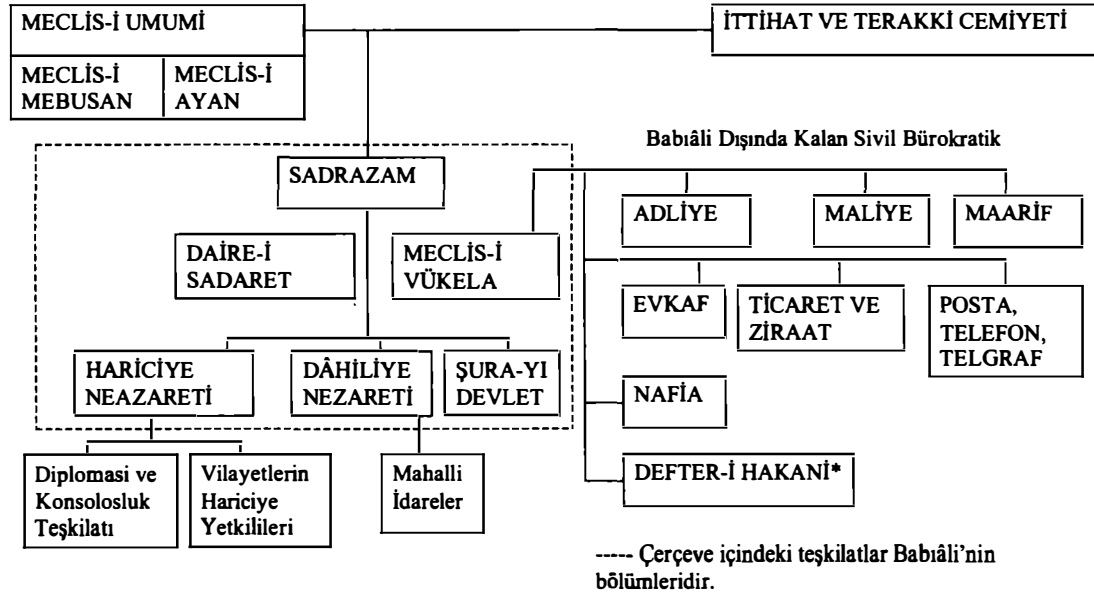 MECLİS-İ UMUMİ
İTTİHAT VE TERAKKİ CEMİYETİ
MECLİS-İ
MEBUSAN
MECLİS-İ
AYAN
Babıâli Dışında Kalan Sivil Bürokratik
SADRAZAM
ADLİYE
MALİYE
MAARİF
DAİRE-İ
SADARET
MECLİS-İ
VÜKELA
EVKAF
TİCARET VE
ZİRAAT
POSTA,
TELEFON,
TELGRAF
HARİCİYE
NEAZARETİ
DÂHİLİYE
NEZARETİ
ŞURA-YI
DEVLET
NAFİA
Diplomasi ve
Konsolosluk
Teşkilatı
Vilayetlerin
Hariciye
Yetkilileri
Mahalli
İdareler
DEFTER-İ HAKANİ*
----- Çerçeve içindeki teşkilatlar Babıâli'nin
bölümleridir.